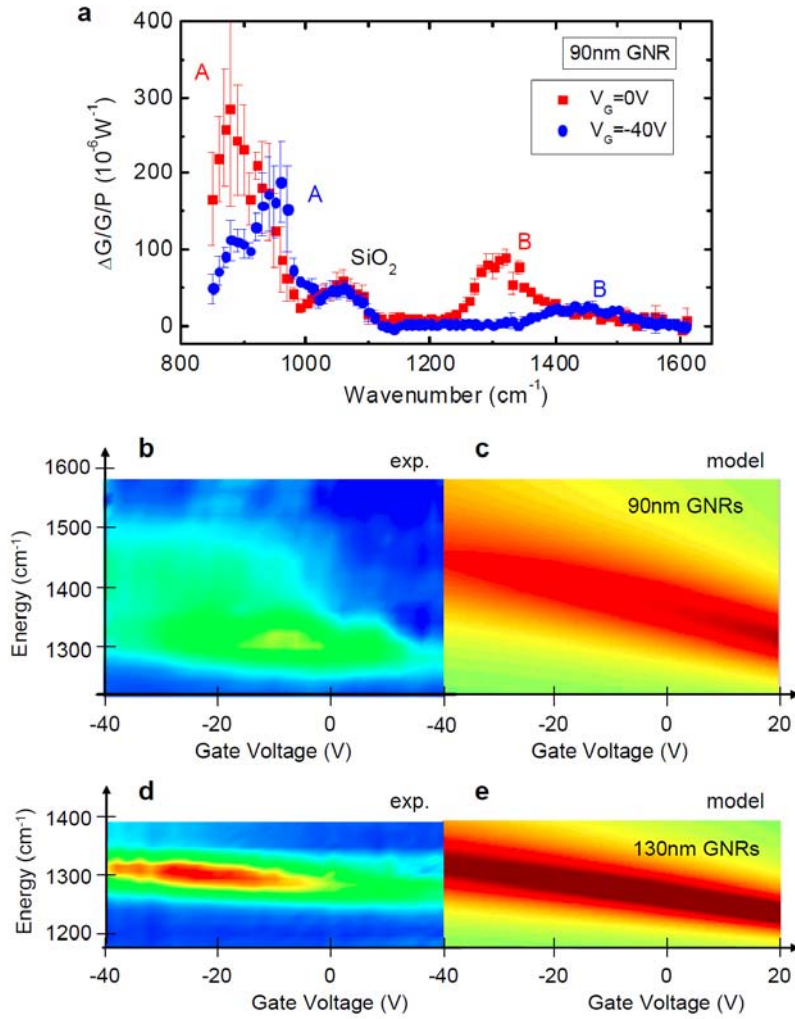 a
400
300
200
100
0
ΔG/G/P (10⁻⁶W⁻¹)
90nm GNR
V_G=0V
V_G=-40V
A
A
SiO₂
B
B
800 1000 1200 1400 1600
Wavenumber (cm⁻¹)
b exp. c model
90nm GNRs
1600
1500
1400
1300
Energy (cm⁻¹)
-40 -20 0 -40 -20 0 20
Gate Voltage (V) Gate Voltage (V)
d exp. e model
130nm GNRs
1400
1300
1200
Energy (cm⁻¹)
-40 -20 0 -40 -20 0 20
Gate Voltage (V) Gate Voltage (V)